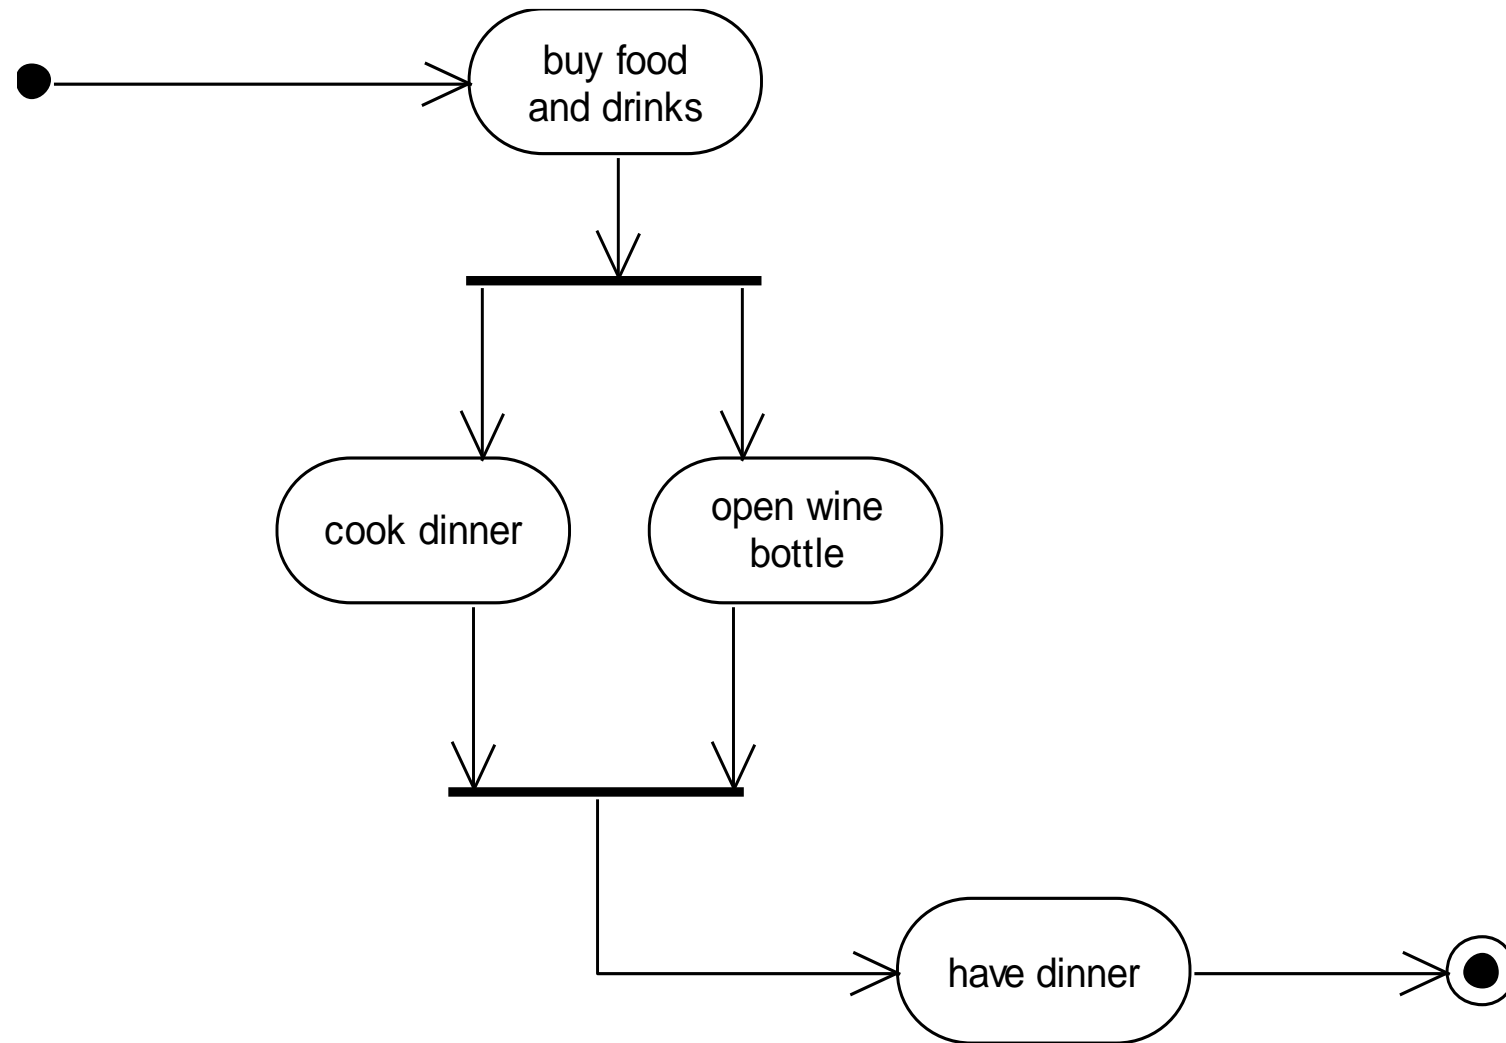 buy food
and drinks
cook dinner
open wine
bottle
have dinner